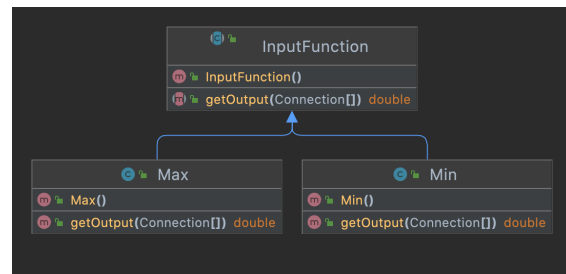 InputFunction
InputFunction()
getOutput(Connection[]) double
Max
Max()
getOutput(Connection[]) double
Min
Min()
getOutput(Connection[]) double